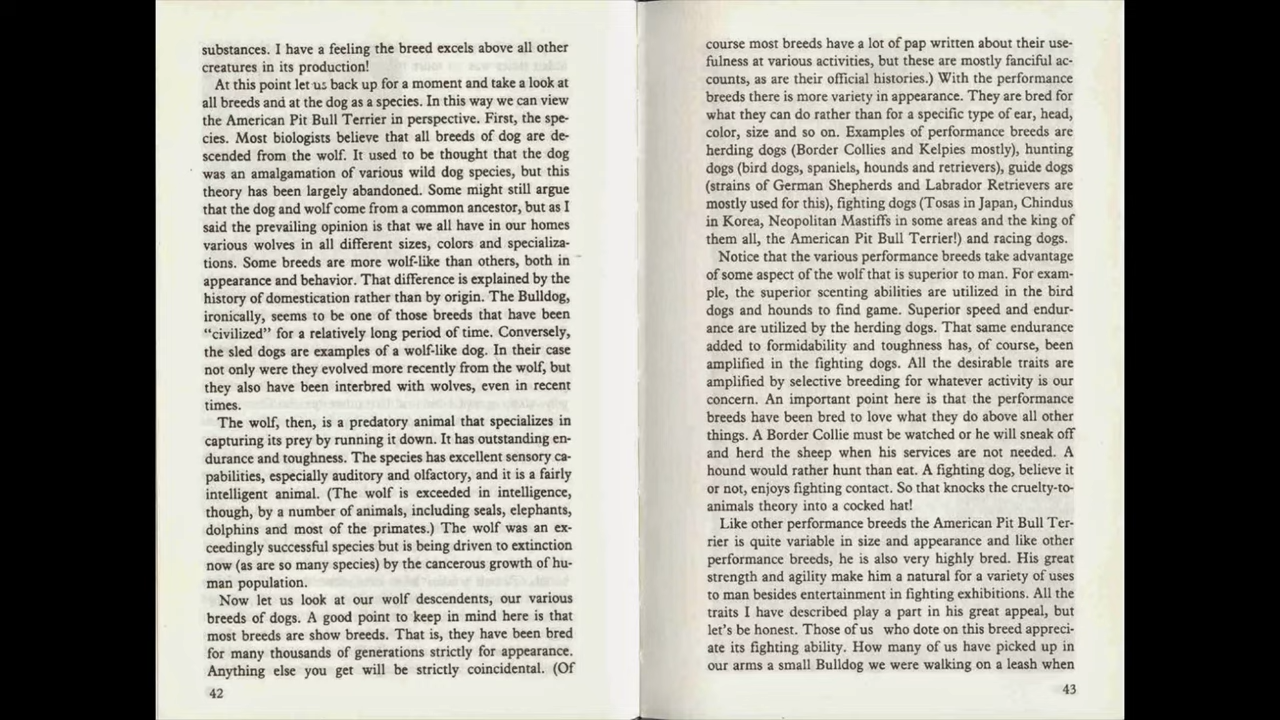 substances. I have a feeling the breed excels above all other
creatures in its production!
At this point let us back up for a moment and take a look at
all breeds and at the dog as a species. In this way we can view
the American Pit Bull Terrier in perspective. First, the spe-
cies. Most biologists believe that all breeds of dog are de-
scended from the wolf. It used to be thought that the dog
was an amalgamation of various wild dog species, but this
theory has been largely abandoned. Some might still argue
that the dog and wolf come from a common ancestor, but as I
said the prevailing opinion is that we all have in our homes
various wolves in all different sizes, colors and specializa-
tions. Some breeds are more wolf-like than others, both in
appearance and behavior. That difference is explained by the
history of domestication rather than by origin. The Bulldog,
ironically, seems to be one of those breeds that have been
“civilized” for a relatively long period of time. Conversely,
the sled dogs are examples of a wolf-like dog. In their case
not only were they evolved more recently from the wolf, but
they also have been interbred with wolves, even in recent
times.
The wolf, then, is a predatory animal that specializes in
capturing its prey by running it down. It has outstanding en-
durance and toughness. The species has excellent sensory ca-
pabilities, especially auditory and olfactory, and it is a fairly
intelligent animal. (The wolf is exceeded in intelligence,
though, by a number of animals, including seals, elephants,
dolphins and most of the primates.) The wolf was an ex-
ceedingly successful species but is being driven to extinction
now (as are so many species) by the cancerous growth of hu-
man population.
Now let us look at our wolf descendents, our various
breeds of dogs. A good point to keep in mind here is that
most breeds are show breeds. That is, they have been bred
for many thousands of generations strictly for appearance.
Anything else you get will be strictly coincidental. (Of
42
course most breeds have a lot of pap written about their use-
fulness at various activities, but these are mostly fanciful ac-
counts, as are their official histories.) With the performance
breeds there is more variety in appearance. They are bred for
what they can do rather than for a specific type of ear, head,
color, size and so on. Examples of performance breeds are
herding dogs (Border Collies and Kelpies mostly), hunting
dogs (bird dogs, spaniels, hounds and retrievers), guide dogs
(strains of German Shepherds and Labrador Retrievers are
mostly used for this), fighting dogs (Tosas in Japan, Chindus
in Korea, Neopolitan Mastiffs in some areas and the king of
them all, the American Pit Bull Terrier!) and racing dogs.
Notice that the various performance breeds take advantage
of some aspect of the wolf that is superior to man. For exam-
ple, the superior scenting abilities are utilized in the bird
dogs and hounds to find game. Superior speed and endur-
ance are utilized by the herding dogs. That same endurance
added to formidability and toughness has, of course, been
amplified in the fighting dogs. All the desirable traits are
amplified by selective breeding for whatever activity is our
concern. An important point here is that the performance
breeds have been bred to love what they do above all other
things. A Border Collie must be watched or he will sneak off
and herd the sheep when his services are not needed. A
hound would rather hunt than eat. A fighting dog, believe it
or not, enjoys fighting contact. So that knocks the cruelty-to-
animals theory into a cocked hat!
Like other performance breeds the American Pit Bull Ter-
rier is quite variable in size and appearance and like other
performance breeds, he is also very highly bred. His great
strength and agility make him a natural for a variety of uses
to man besides entertainment in fighting exhibitions. All the
traits I have described play a part in his great appeal, but
let’s be honest. Those of us who dote on this breed appreci-
ate its fighting ability. How many of us have picked up in
our arms a small Bulldog we were walking on a leash when
43